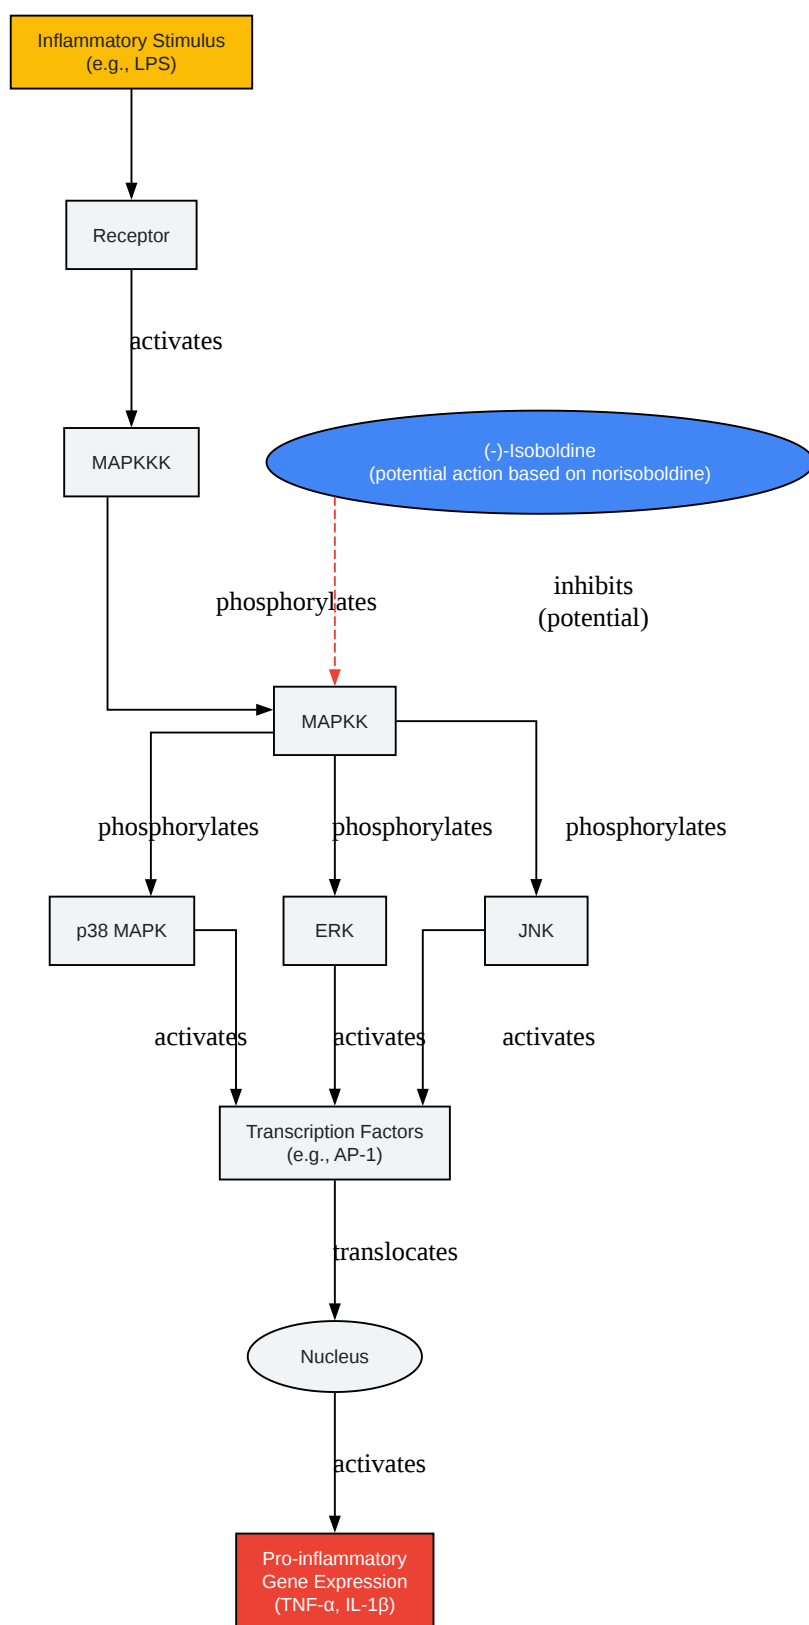 Inflammatory Stimulus
(e.g., LPS)
Receptor
activates
MAPKKK
(-)-Isoboldine
(potential action based on norisoboldine)
phosphorylates
inhibits
(potential)
MAPKK
phosphorylates
phosphorylates
phosphorylates
p38 MAPK
ERK
JNK
activates
activates
activates
Transcription Factors
(e.g., AP-1)
translocates
Nucleus
activates
Pro-inflammatory
Gene Expression
(TNF-α, IL-1β)